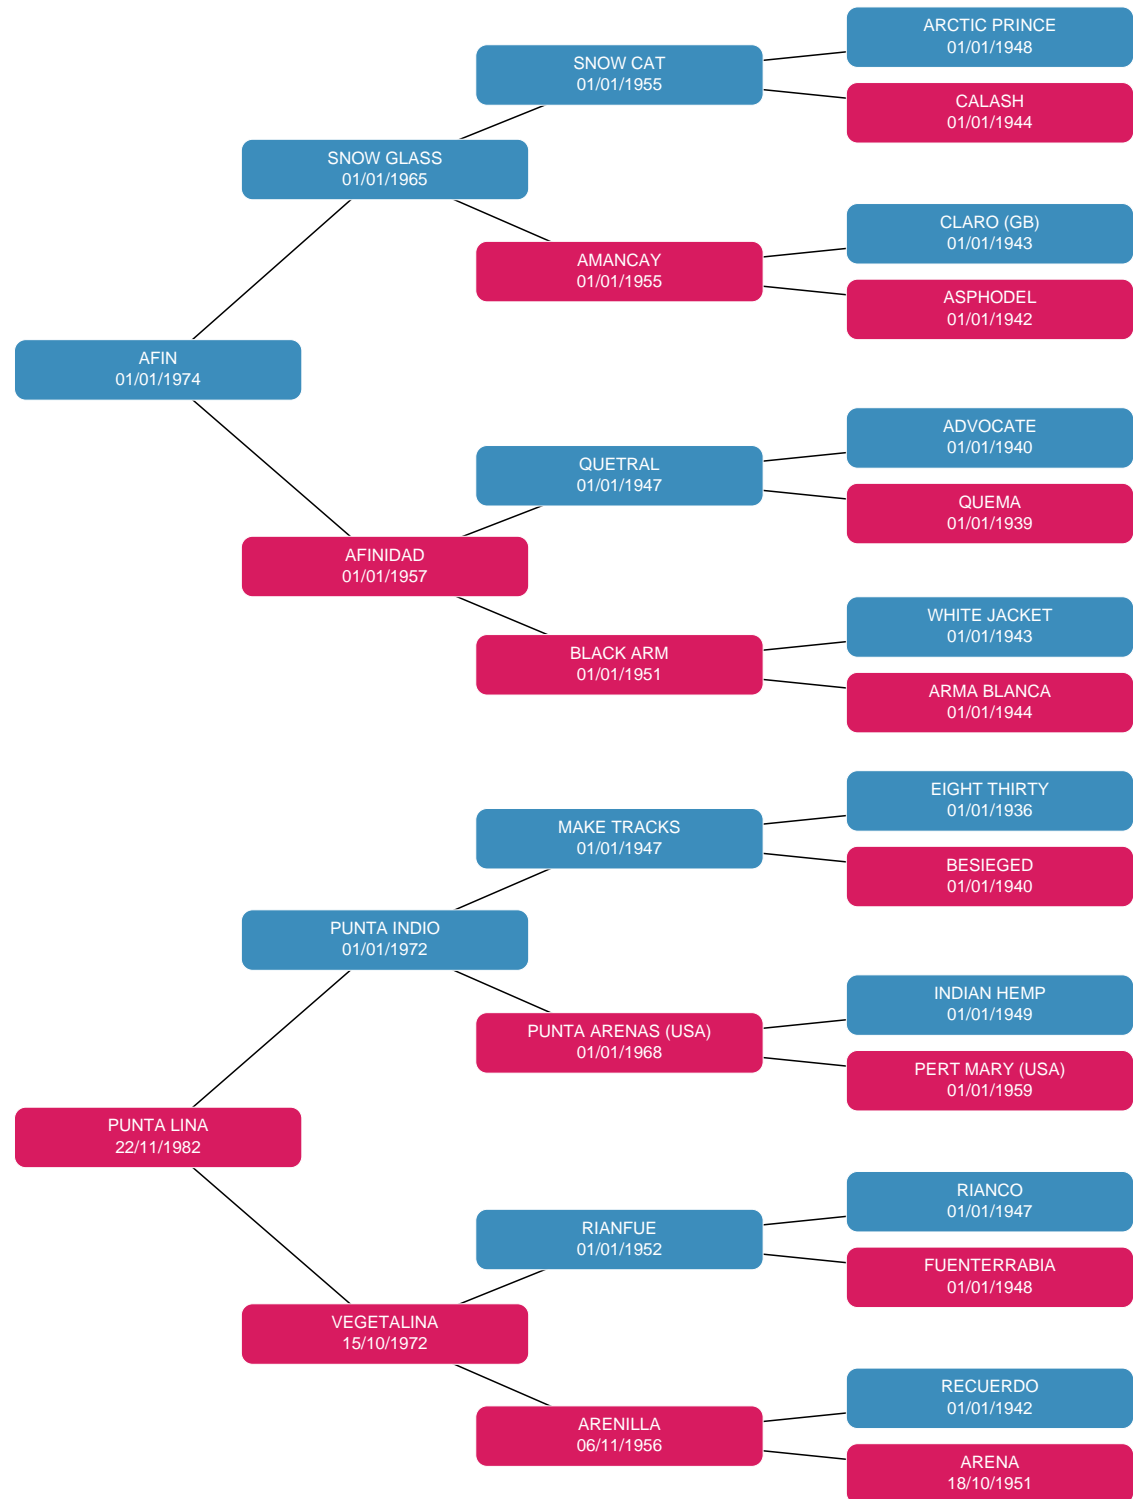 ARCTIC PRINCE
01/01/1948
SNOW CAT
01/01/1955
CALASH
01/01/1944
SNOW GLASS
01/01/1965
CLARO (GB)
01/01/1943
AMANCAY
01/01/1955
ASPHODEL
01/01/1942
AFIN
01/01/1974
ADVOCATE
01/01/1940
QUETRAL
01/01/1947
QUEMA
01/01/1939
AFINIDAD
01/01/1957
WHITE JACKET
01/01/1943
BLACK ARM
01/01/1951
ARMA BLANCA
01/01/1944
EIGHT THIRTY
01/01/1936
MAKE TRACKS
01/01/1947
BESIEGED
01/01/1940
PUNTA INDIO
01/01/1972
INDIAN HEMP
01/01/1949
PUNTA ARENAS (USA)
01/01/1968
PERT MARY (USA)
01/01/1959
PUNTA LINA
22/11/1982
RIANCO
01/01/1947
RIANFUE
01/01/1952
FUENTERRABIA
01/01/1948
VEGETALINA
15/10/1972
RECUERDO
01/01/1942
ARENILLA
06/11/1956
ARENA
18/10/1951